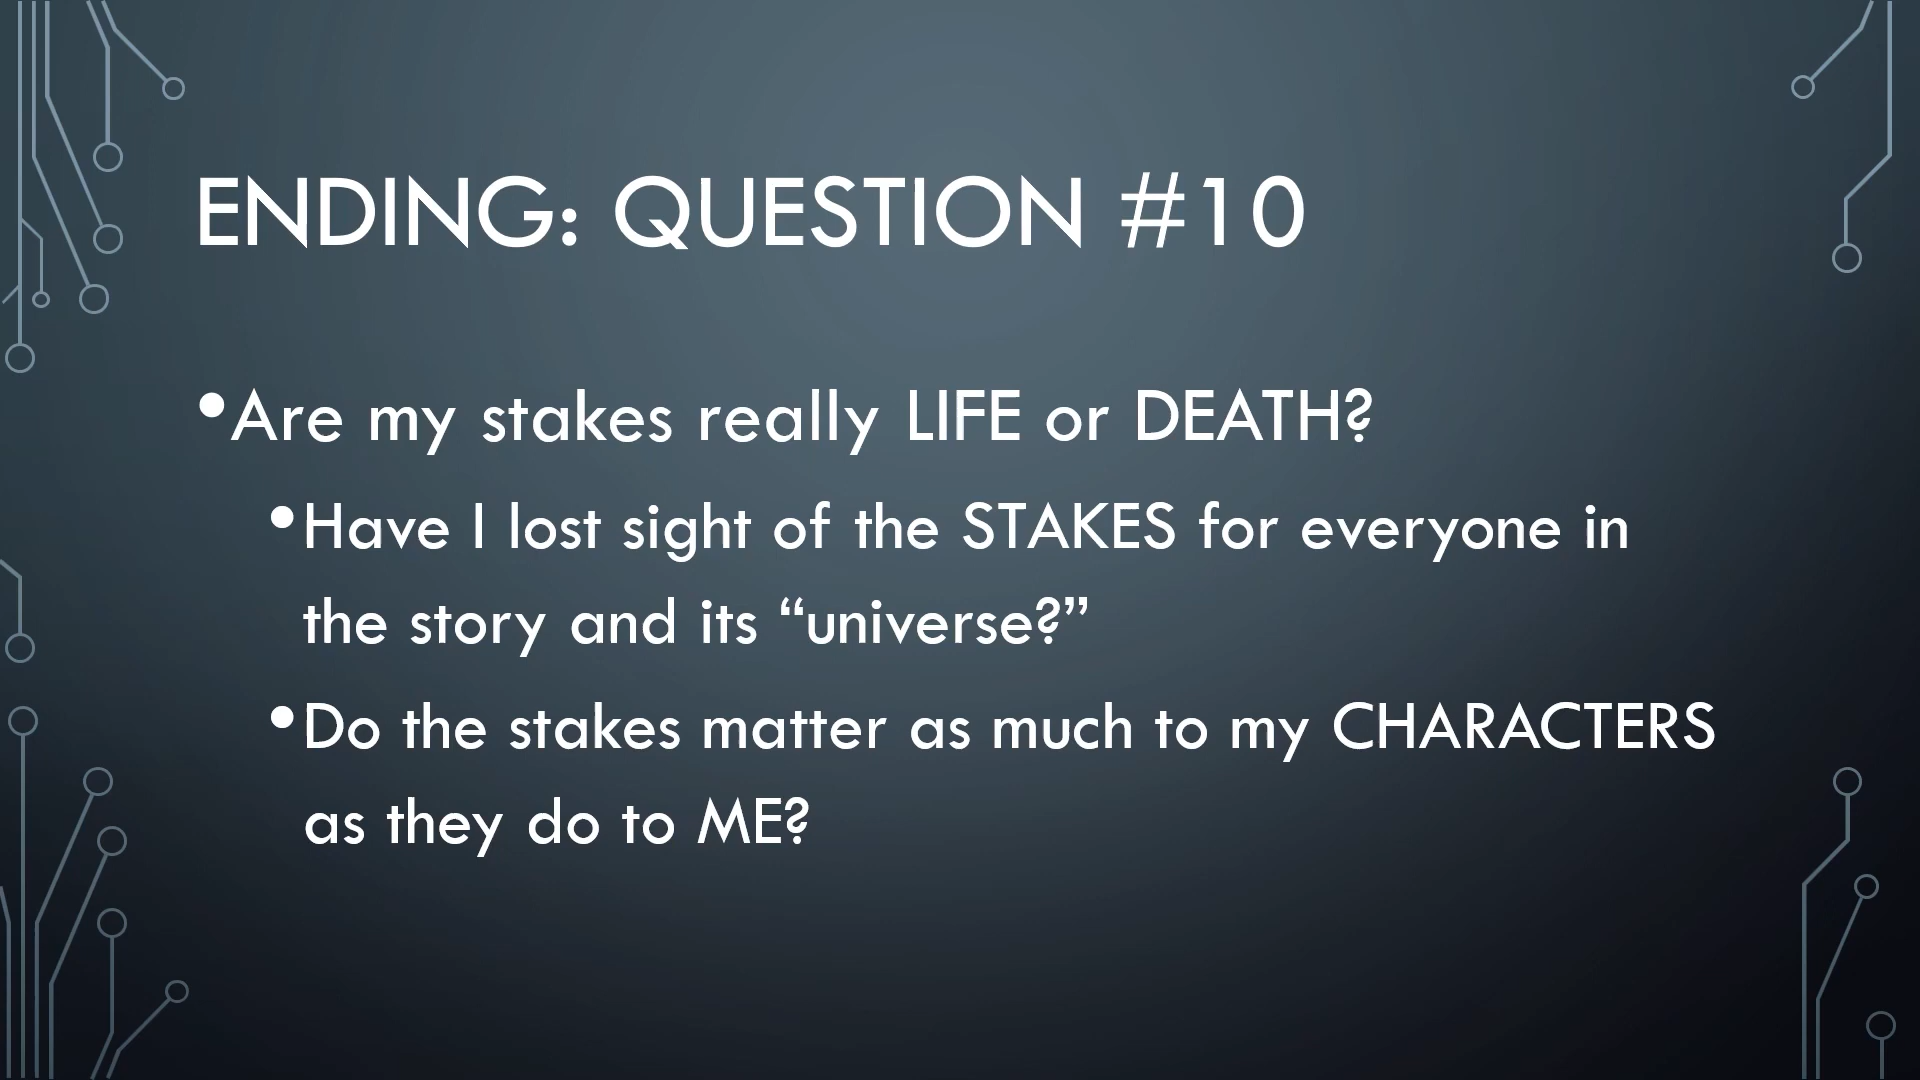 ENDING: QUESTION #10
•Are my stakes really LIFE or DEATH?
•Have I lost sight of the STAKES for everyone in
the story and its “universe?”
•Do the stakes matter as much to my CHARACTERS
as they do to ME?